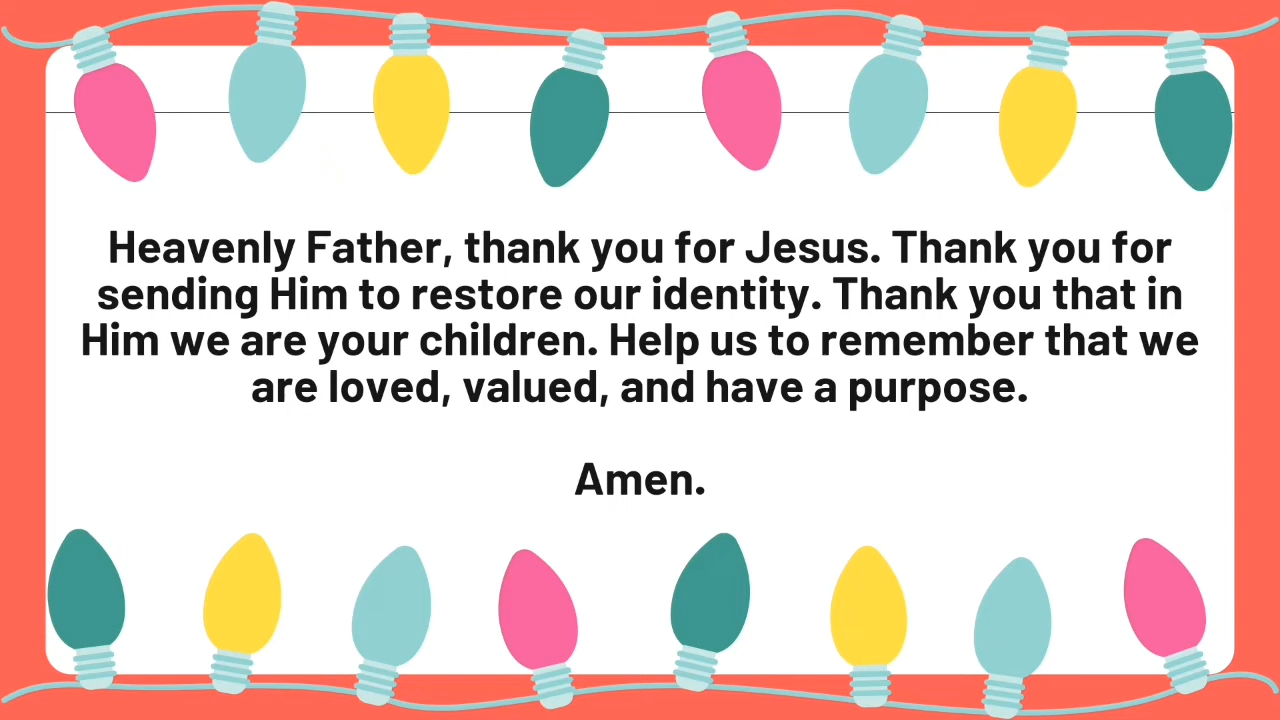 Heavenly Father, thank you for Jesus. Thank you for
sending Him to restore our identity. Thank you that in
Him we are your children. Help us to remember that we
are loved, valued, and have a purpose.
Amen.